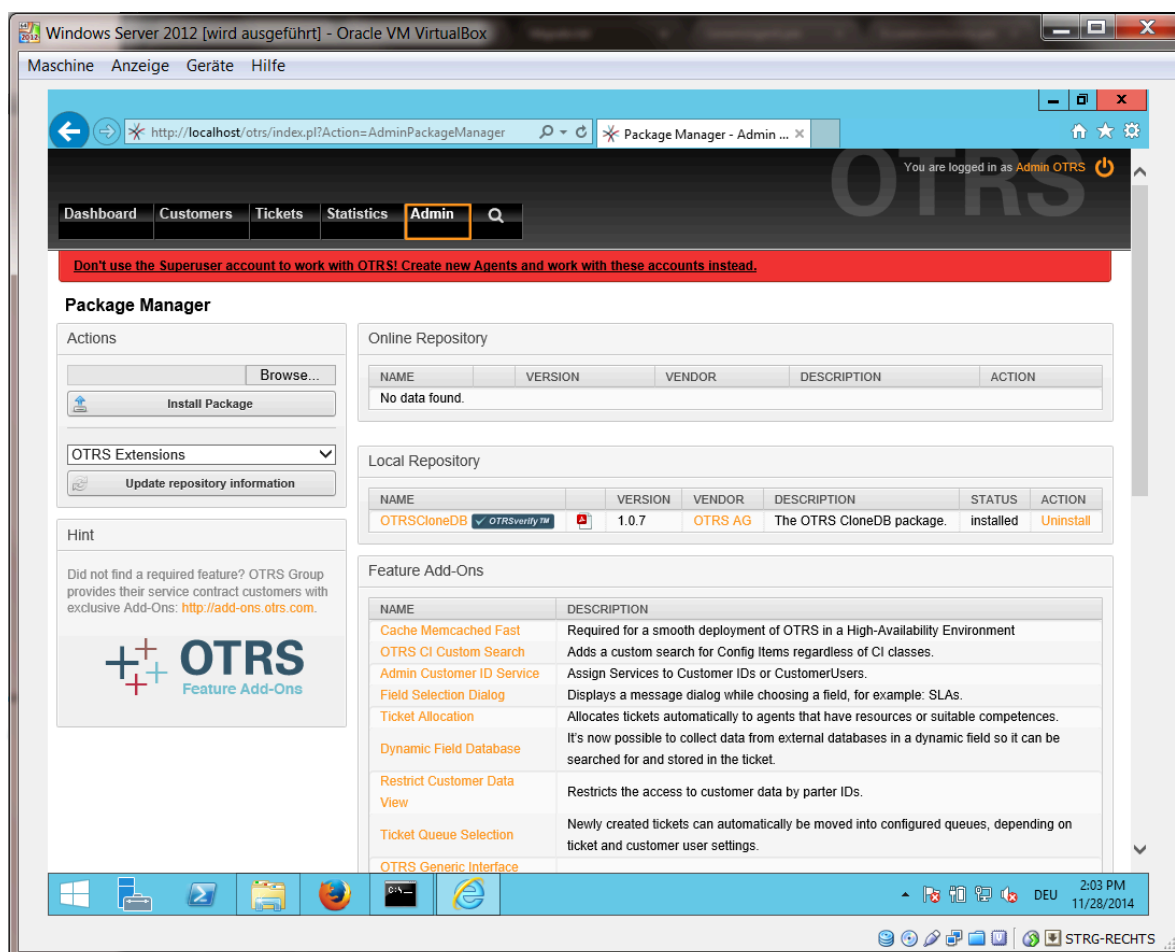 Windows Server 2012 [wird ausgeführt] - Oracle VM VirtualBox
Maschine Anzeige Geräte Hilfe
http://localhost/otrs/index.pl?Action=AdminPackageManager
Package Manager - Admin ...
OTRS
You are logged in as Admin OTRS
Dashboard Customers Tickets Statistics Admin
Don't use the Superuser account to work with OTRS! Create new Agents and work with these accounts instead.
Package Manager
Actions
Browse...
Install Package
OTRS Extensions
Update repository information
Hint
Did not find a required feature? OTRS Group
provides their service contract customers with
exclusive Add-Ons: http://add-ons.otrs.com.
OTRS
Feature Add-Ons
Online Repository
NAME VERSION VENDOR DESCRIPTION ACTION
No data found.
Local Repository
NAME VERSION VENDOR DESCRIPTION STATUS ACTION
OTRSCloneDB OTRSverify™ 1.0.7 OTRS AG The OTRS CloneDB package. installed Uninstall
Feature Add-Ons
NAME DESCRIPTION
Cache Memcached Fast Required for a smooth deployment of OTRS in a High-Availability Environment
OTRS CI Custom Search Adds a custom search for Config Items regardless of CI classes.
Admin Customer ID Service Assign Services to Customer IDs or CustomerUsers.
Field Selection Dialog Displays a message dialog while choosing a field, for example: SLAs.
Ticket Allocation Allocates tickets automatically to agents that have resources or suitable competences.
Dynamic Field Database It's now possible to collect data from external databases in a dynamic field so it can be
searched for and stored in the ticket.
Restrict Customer Data
View Restricts the access to customer data by parter IDs.
Ticket Queue Selection Newly created tickets can automatically be moved into configured queues, depending on
ticket and customer user settings.
OTRS Generic Interface
C:\_
DEU
2:03 PM
11/28/2014
STRG-RECHTS